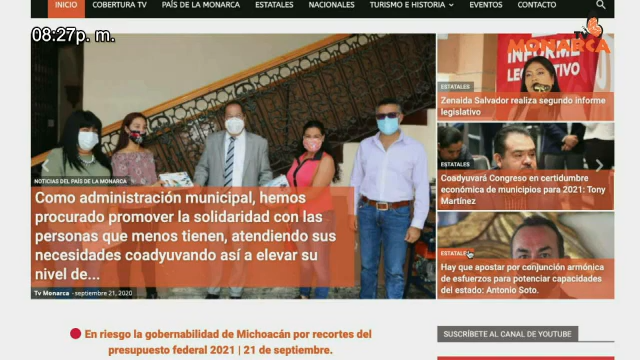 INICIO COBERTURA TV PAÍS DE LA MONARCA ESTATALES NACIONALES TURISMO E HISTORIA EVENTOS CONTACTO
08:27p. m.
TV
MONARCA
INFORME
LEGISLATIVO
NOTICIAS DEL PAÍS DE LA MONARCA
Como administración municipal, hemos
procurado promover la solidaridad con las
personas que menos tienen, atendiendo sus
necesidades coadyuvando así a elevar su
nivel de...
Tv Monarca - septiembre 21, 2020
ESTATALES
Zenaida Salvador realiza segundo informe
legislativo
ESTATALES
Coadyuvará Congreso en certidumbre
económica de municipios para 2021: Tony
Martínez
ESTATALES
Hay que apostar por conjunción armónica
de esfuerzos para potenciar capacidades
del estado: Antonio Soto.
En riesgo la gobernabilidad de Michoacán por recortes del
presupuesto federal 2021 | 21 de septiembre.
SUSCRÍBETE AL CANAL DE YOUTUBE